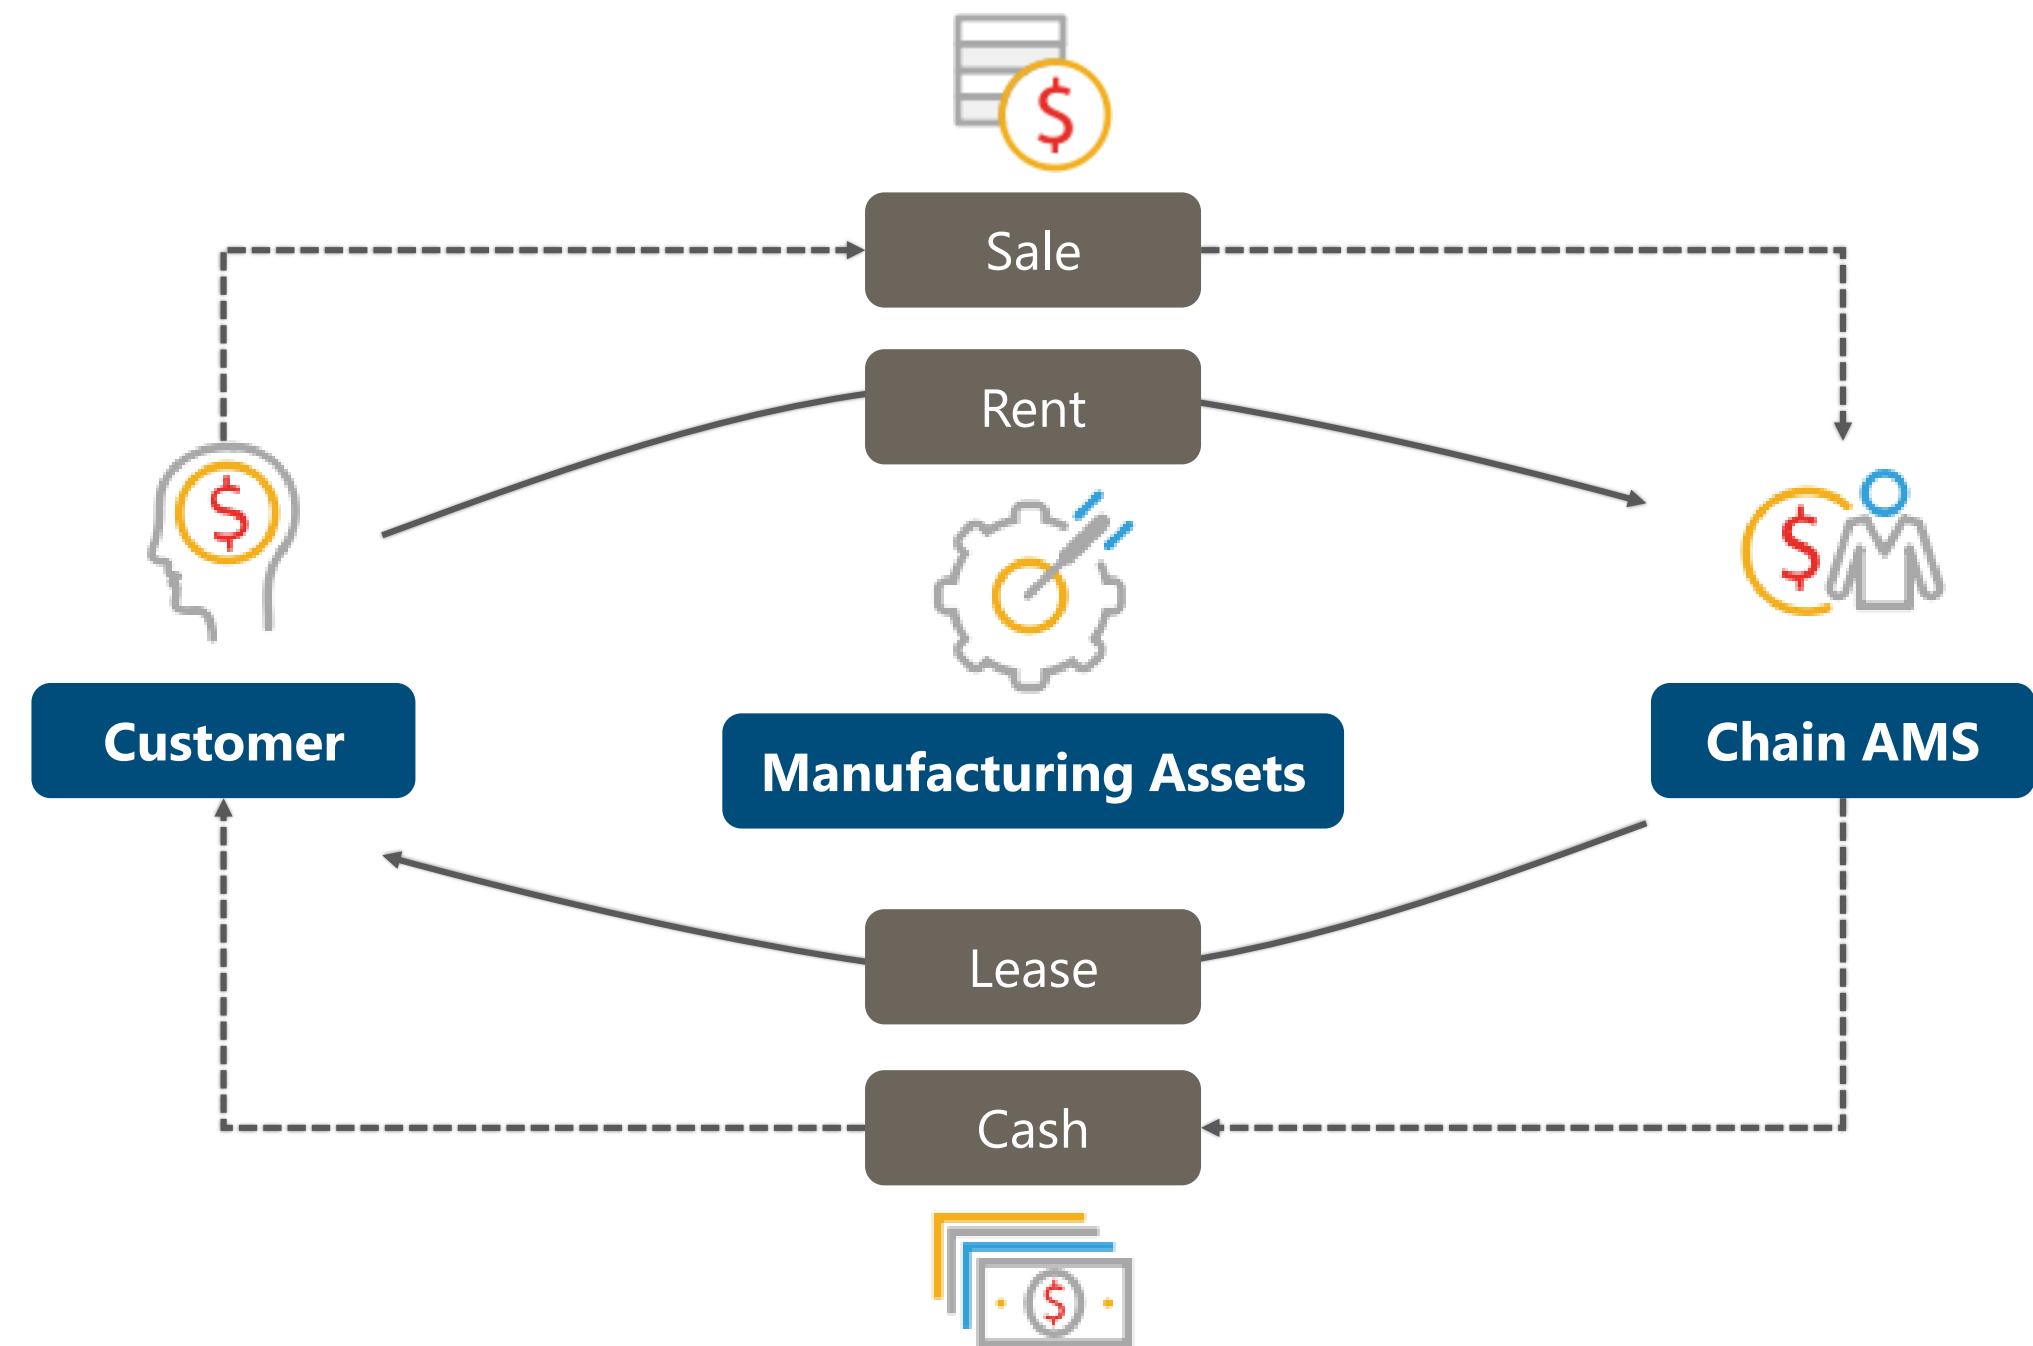 Sale
Rent
Customer
Manufacturing Assets
Chain AMS
Lease
Cash